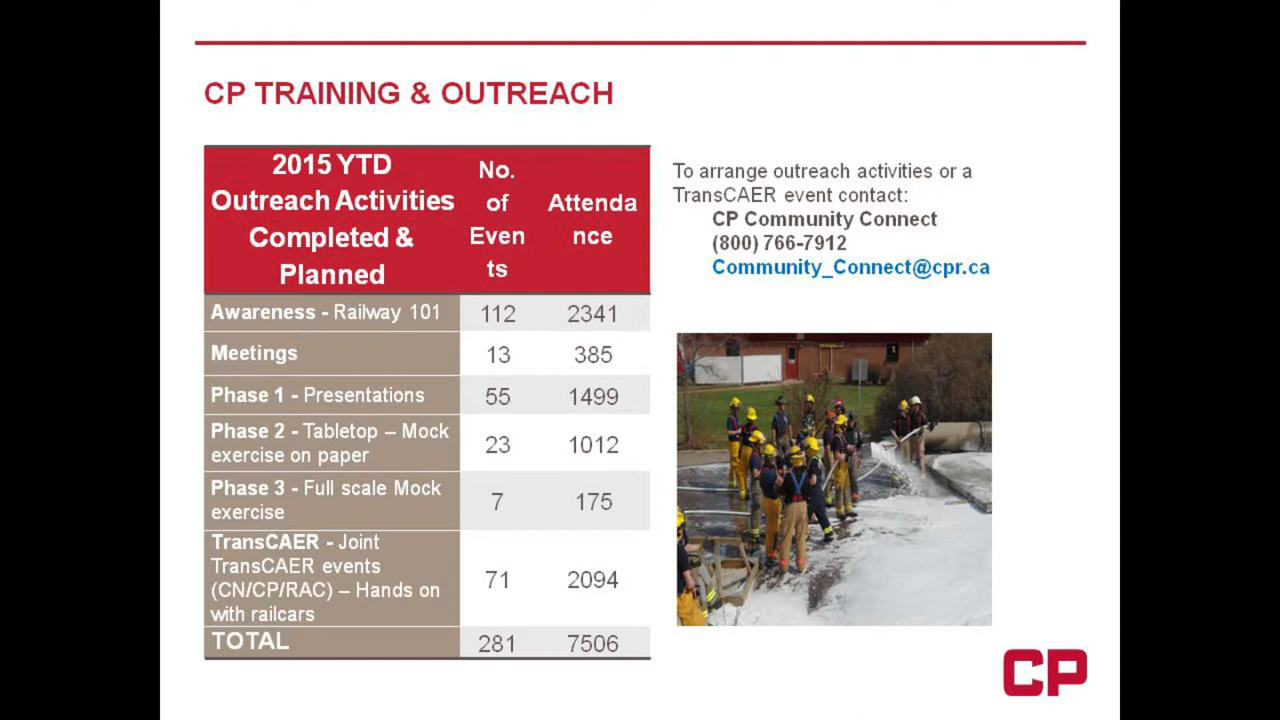 CP TRAINING & OUTREACH
2015 YTD
Outreach Activities
Completed &
Planned
No.
of
Even
ts
Attenda
nce
Awareness - Railway 101
112
2341
Meetings
13
385
Phase 1 - Presentations
55
1499
Phase 2 - Tabletop – Mock
exercise on paper
23
1012
Phase 3 - Full scale Mock
exercise
7
175
TransCAER - Joint
TransCAER events
(CN/CP/RAC) – Hands on
with railcars
71
2094
TOTAL
281
7506
To arrange outreach activities or a
TransCAER event contact:
CP Community Connect
(800) 766-7912
Community_Connect@cpr.ca
CP